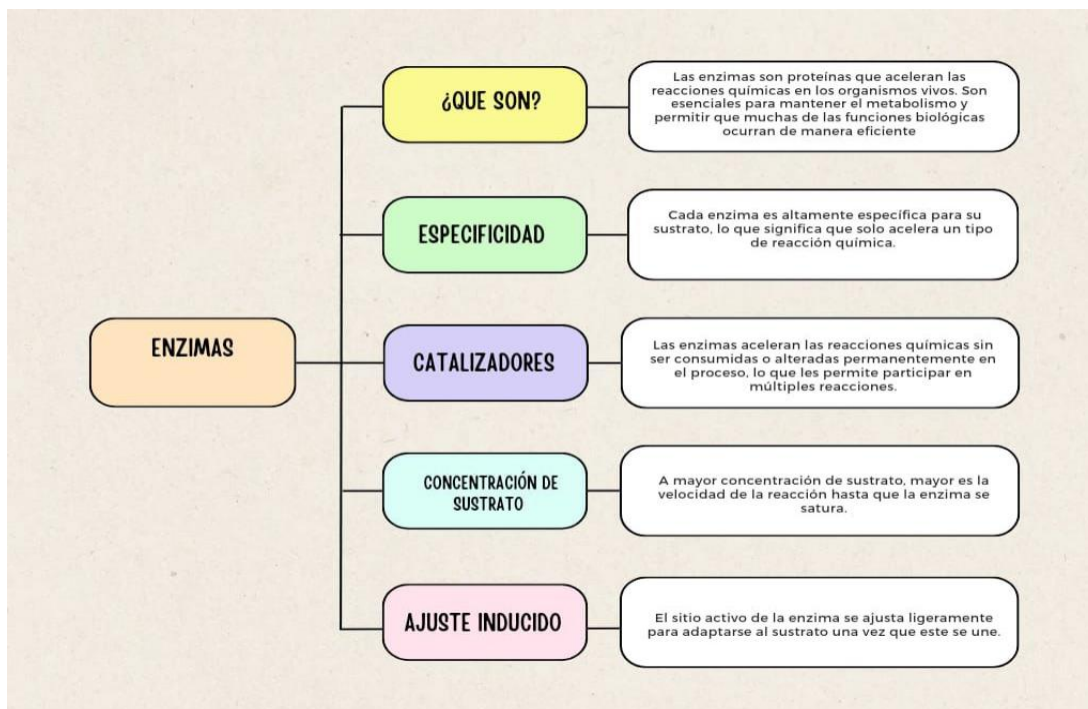 ¿QUE SON?
Las enzimas son proteínas que aceleran las
reacciones químicas en los organismos vivos. Son
esenciales para mantener el metabolismo y
permitir que muchas de las funciones biológicas
ocurran de manera eficiente
ESPECIFICIDAD
Cada enzima es altamente específica para su
sustrato, lo que significa que solo acelera un tipo
de reacción química.
ENZIMAS
CATALIZADORES
Las enzimas aceleran las reacciones químicas sin
ser consumidas o alteradas permanentemente en
el proceso, lo que les permite participar en
múltiples reacciones.
CONCENTRACIÓN DE
SUSTRATO
A mayor concentración de sustrato, mayor es la
velocidad de la reacción hasta que la enzima se
satura.
AJUSTE INDUCIDO
El sitio activo de la enzima se ajusta ligeramente
para adaptarse al sustrato una vez que este se une.